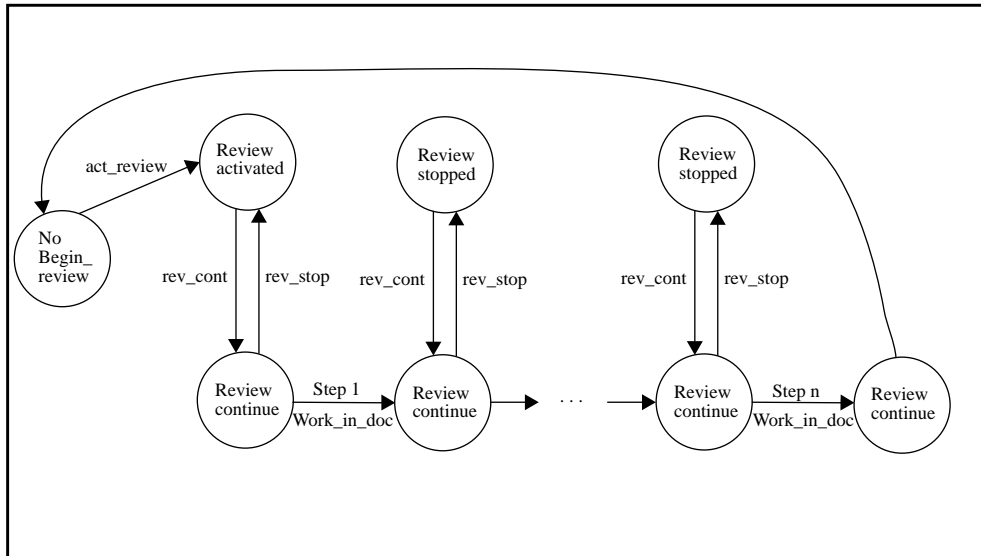 Review
activated
Review
stopped
Review
stopped
act_review
No
Begin_
review
rev_cont
rev_stop
rev_cont
rev_stop
rev_cont
rev_stop
Review
continue
Step 1
Work_in_doc
Review
continue
. . .
Review
continue
Step n
Work_in_doc
Review
continue